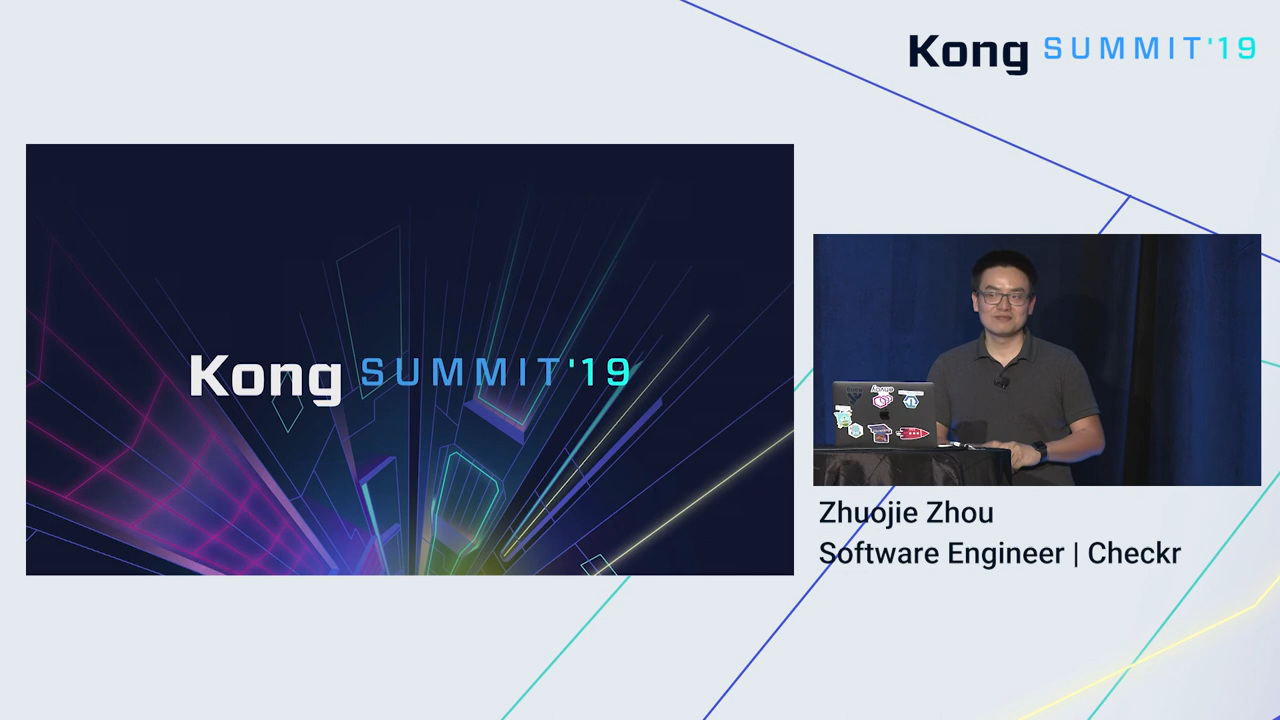 Kong SUMMIT'19
Kong SUMMIT'19
Zhuojie Zhou
Software Engineer | Checkr